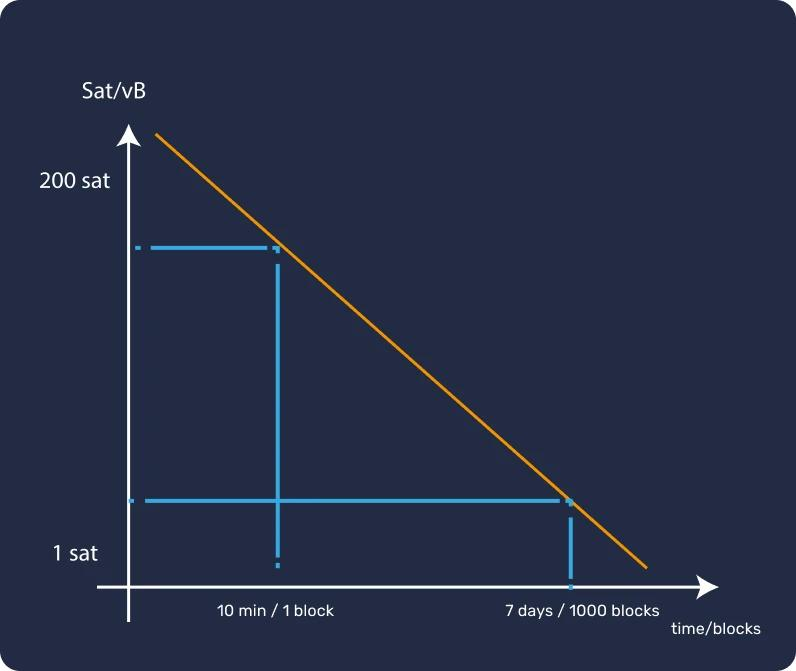 Sat/vB
200 sat
1 sat
10 min / 1 block
7 days / 1000 blocks
time/blocks